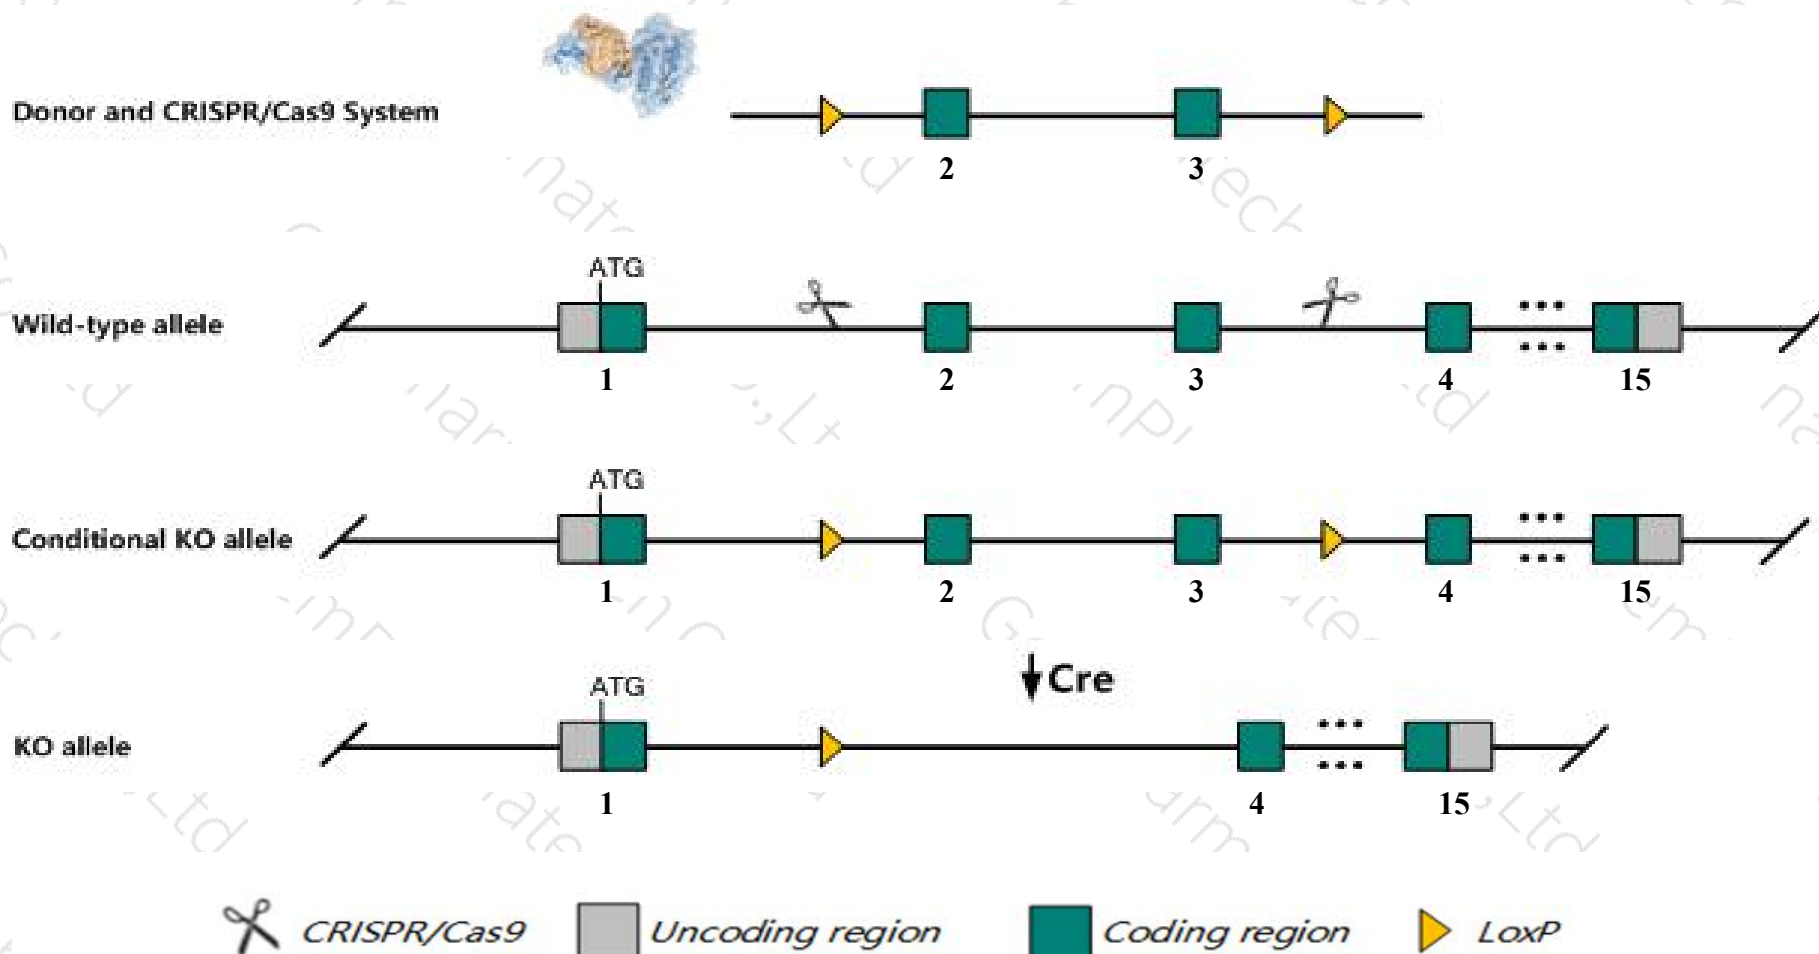 Donor and CRISPR/Cas9 System
2 3
ATG
Wild-type allele
1 2 3 4 15
ATG
Conditional KO allele
1 2 3 4 15
Cre
ATG
KO allele
1 4 15
CRISPR/Cas9 Uncoding region Coding region LoxP